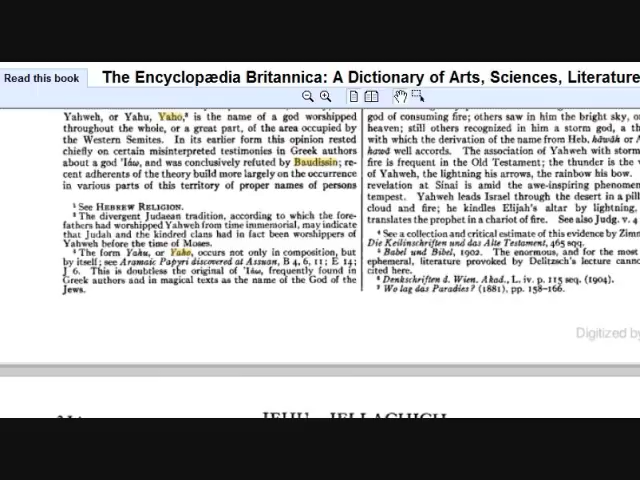 Read this book
The Encyclopædia Britannica: A Dictionary of Arts, Sciences, Literature
Yahweh, or Yahu, Yaho,³ is the name of a god worshipped
throughout the whole, or a great part, of the area occupied by
the Western Semites. In its earlier form this opinion rested
chiefly on certain misinterpreted testimonies in Greek authors
about a god Ἰάω, and was conclusively refuted by Baudissin; re-
cent adherents of the theory build more largely on the occurrence
in various parts of this territory of proper names of persons
¹ See HEBREW RELIGION.
² The divergent Judaean tradition, according to which the fore-
fathers had worshipped Yahweh from time immemorial, may indicate
that Judah and the kindred clans had in fact been worshippers of
Yahweh before the time of Moses.
³ The form Yahu, or Yaho, occurs not only in composition, but
by itself; see Aramaic Papyri discovered at Assuan, B 4, 6, 11; E 14;
J 6. This is doubtless the original of Ἰάω, frequently found in
Greek authors and in magical texts as the name of the God of the
Jews.
god of consuming fire; others saw in him the bright sky, or
heaven; still others recognized in him a storm god, a th
with which the derivation of the name from Heb. hāwāh or A
hawā well accords. The association of Yahweh with storm
fire is frequent in the Old Testament; the thunder is the v
of Yahweh, the lightning his arrows, the rainbow his bow.
revelation at Sinai is amid the awe-inspiring phenomen
tempest. Yahweh leads Israel through the desert in a pill
cloud and fire; he kindles Elijah's altar by lightning,
translates the prophet in a chariot of fire. See also Judg. v. 4
⁴ See a collection and critical estimate of this evidence by Zimm
Die Keilinschriften und das Alte Testament, 465 sqq.
⁵ Babel und Bibel, 1902. The enormous, and for the most
ephemeral, literature provoked by Delitzsch's lecture canno
cited here.
⁶ Denkschriften d. Wien. Akad., L. iv. p. 115 seq. (1904).
⁷ Wo lag das Paradies? (1881), pp. 158-166.
Digitized by
JEHU—JELLACHICH